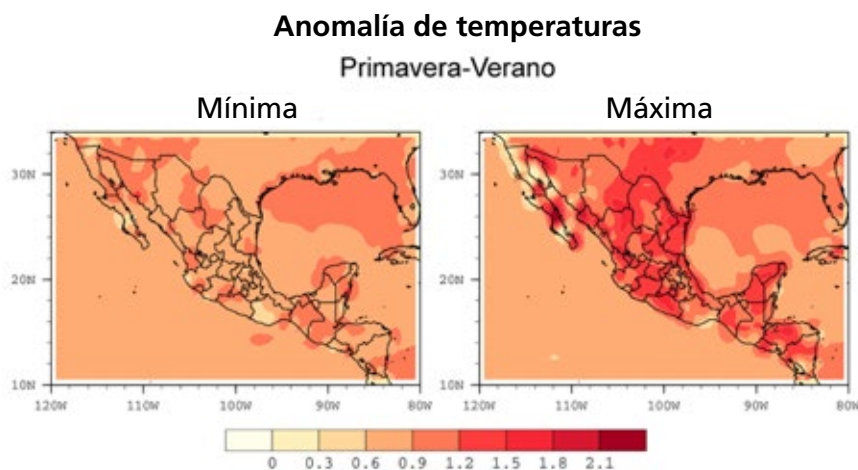 Anomalía de temperaturas
Primavera-Verano
Mínima Máxima
30N
20N
10N
120W 110W 100W 90W 80W
30N
20N
10N
120W 110W 100W 90W 80W
0 0.3 0.6 0.9 1.2 1.5 1.8 2.1